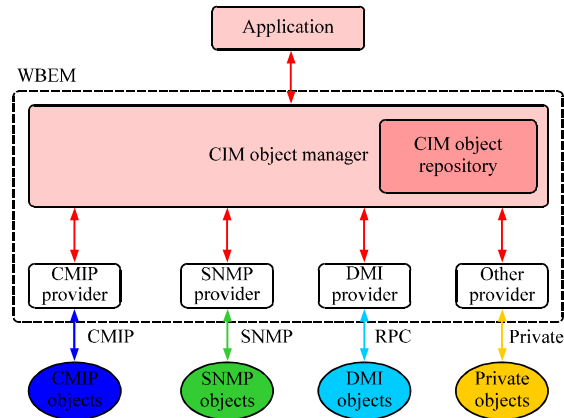 Application
WBEM
CIM object manager
CIM object
repository
CMIP
provider
SNMP
provider
DMI
provider
Other
provider
CMIP
SNMP
RPC
Private
CMIP
objects
SNMP
objects
DMI
objects
Private
objects